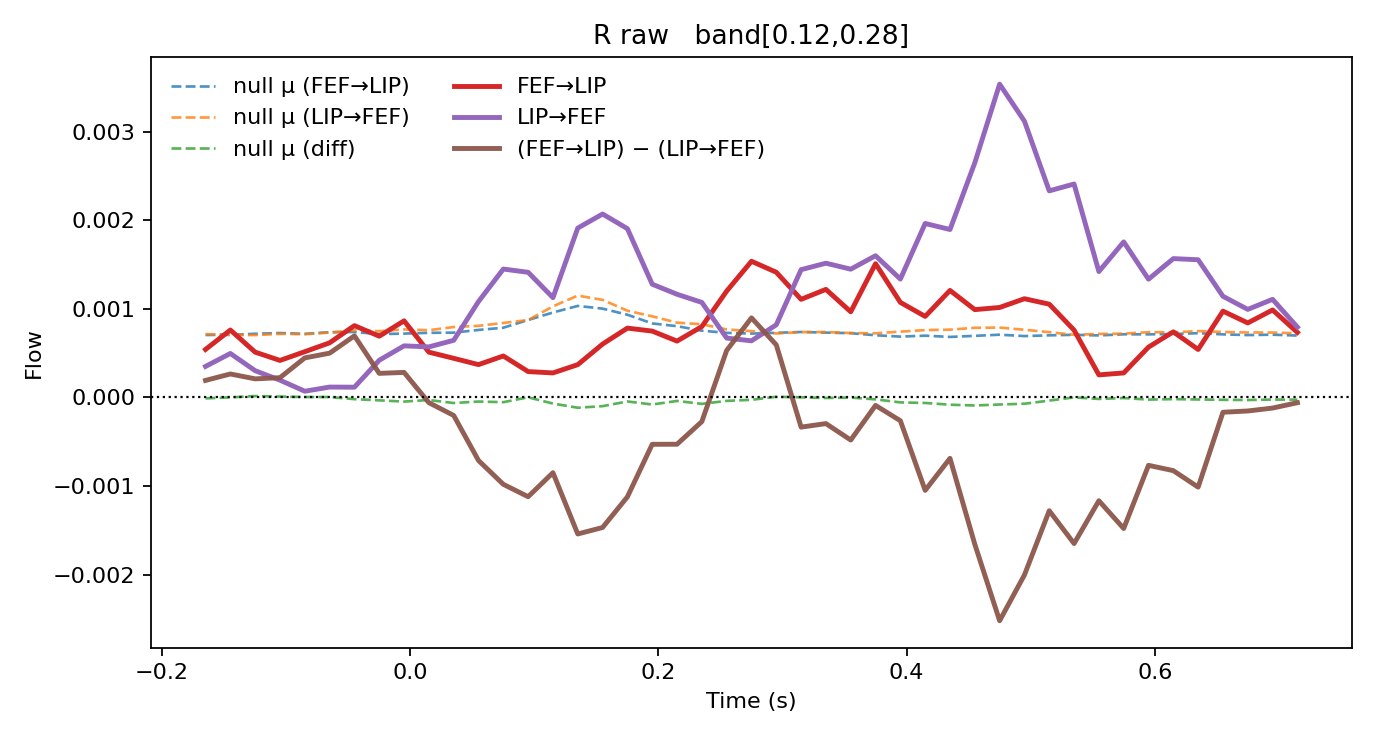 R raw   band[0.12,0.28]
null μ (FEF→LIP)
null μ (LIP→FEF)
null μ (diff)
FEF→LIP
LIP→FEF
(FEF→LIP) − (LIP→FEF)
Flow
0.003
0.002
0.001
0.000
−0.001
−0.002
−0.2
0.0
0.2
0.4
0.6
Time (s)